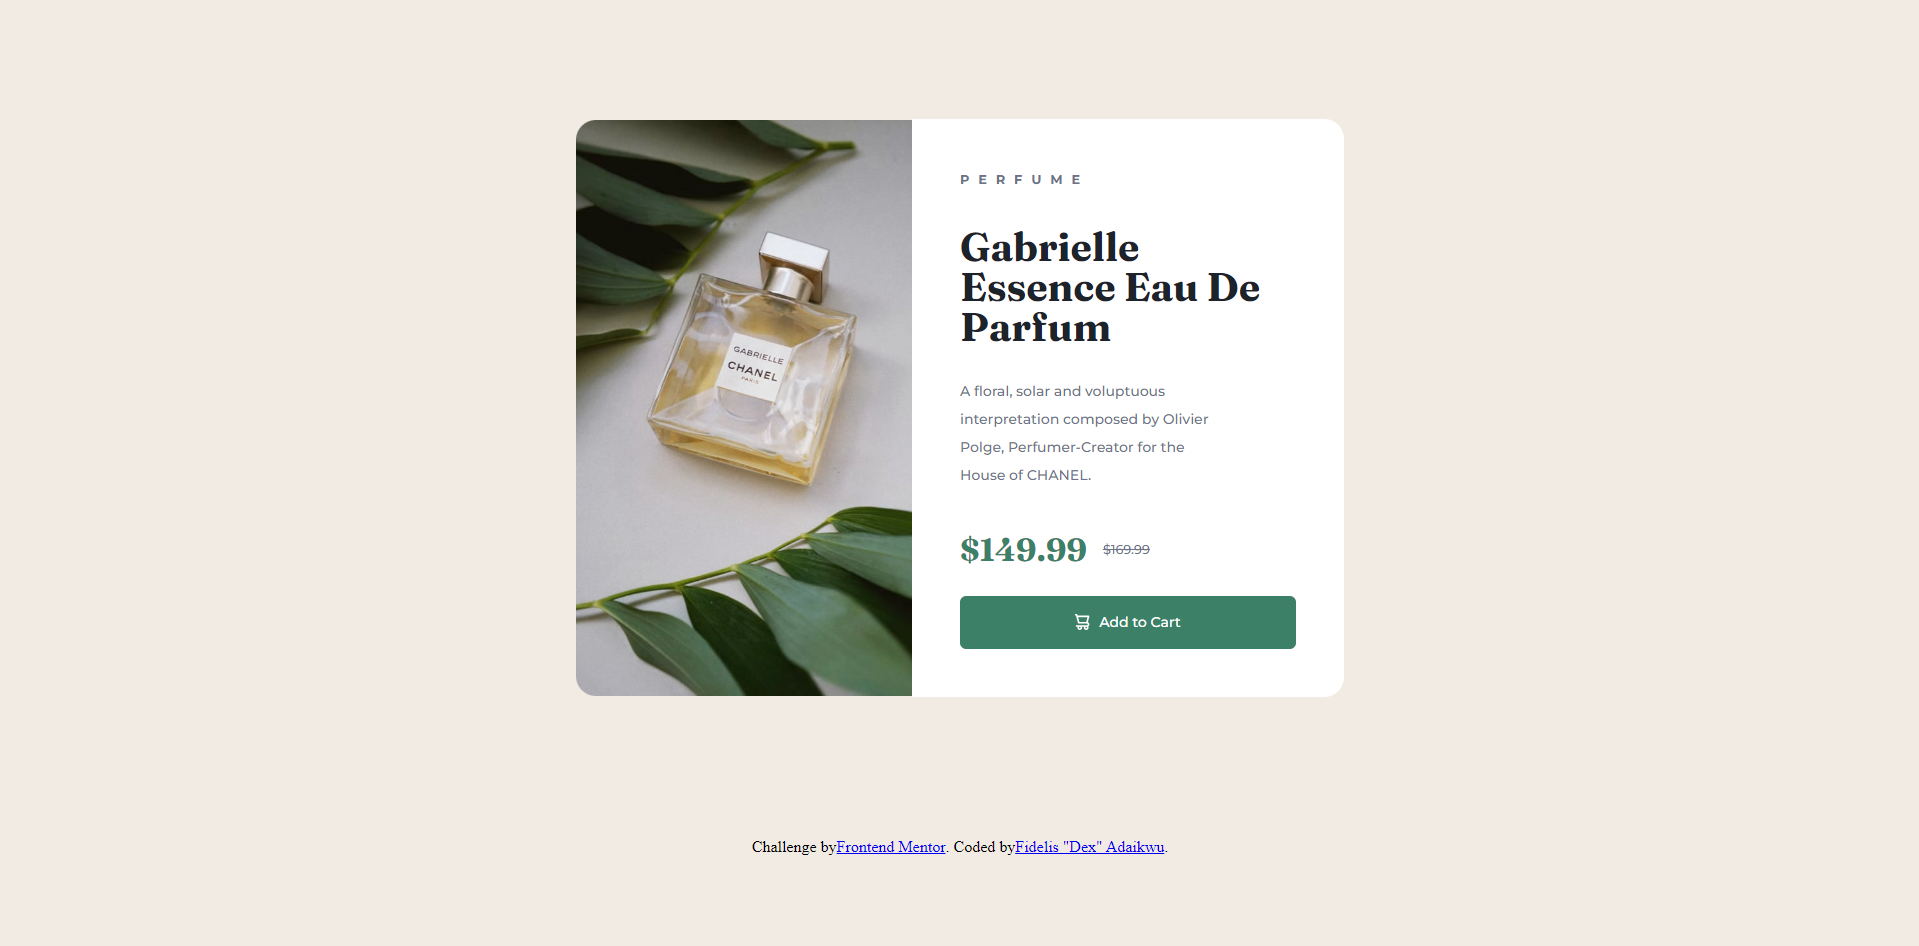 GABRIELLE
CHANEL
PARIS
PERFUME
Gabrielle
Essence Eau De
Parfum
A floral, solar and voluptuous
interpretation composed by Olivier
Polge, Perfumer-Creator for the
House of CHANEL.
$149.99 $169.99
Add to Cart
Challenge byFrontend Mentor. Coded byFidelis "Dex" Adaikwu.